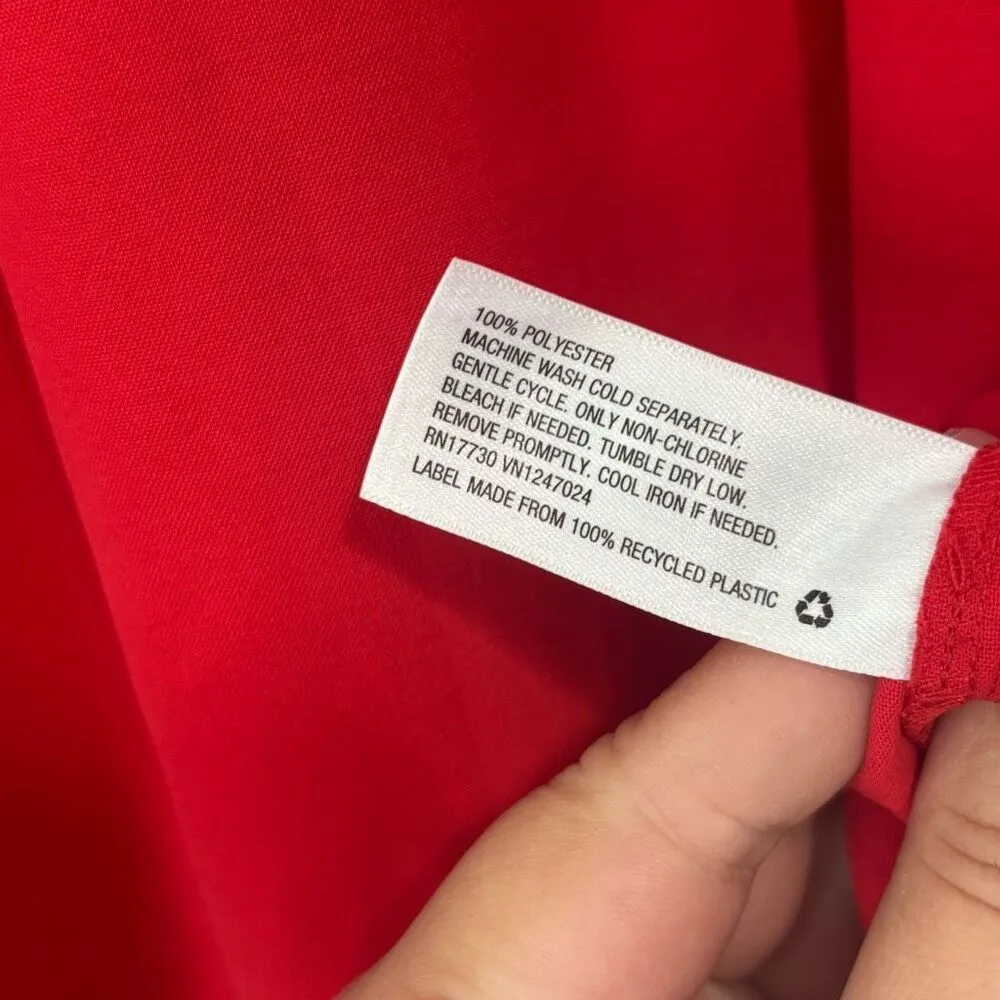 100% POLYESTER
MACHINE WASH COLD SEPARATELY.
GENTLE CYCLE. ONLY NON-CHLORINE
BLEACH IF NEEDED. TUMBLE DRY LOW.
REMOVE PROMPTLY. COOL IRON IF NEEDED.
RN17730 VN1247024
LABEL MADE FROM 100% RECYCLED PLASTIC